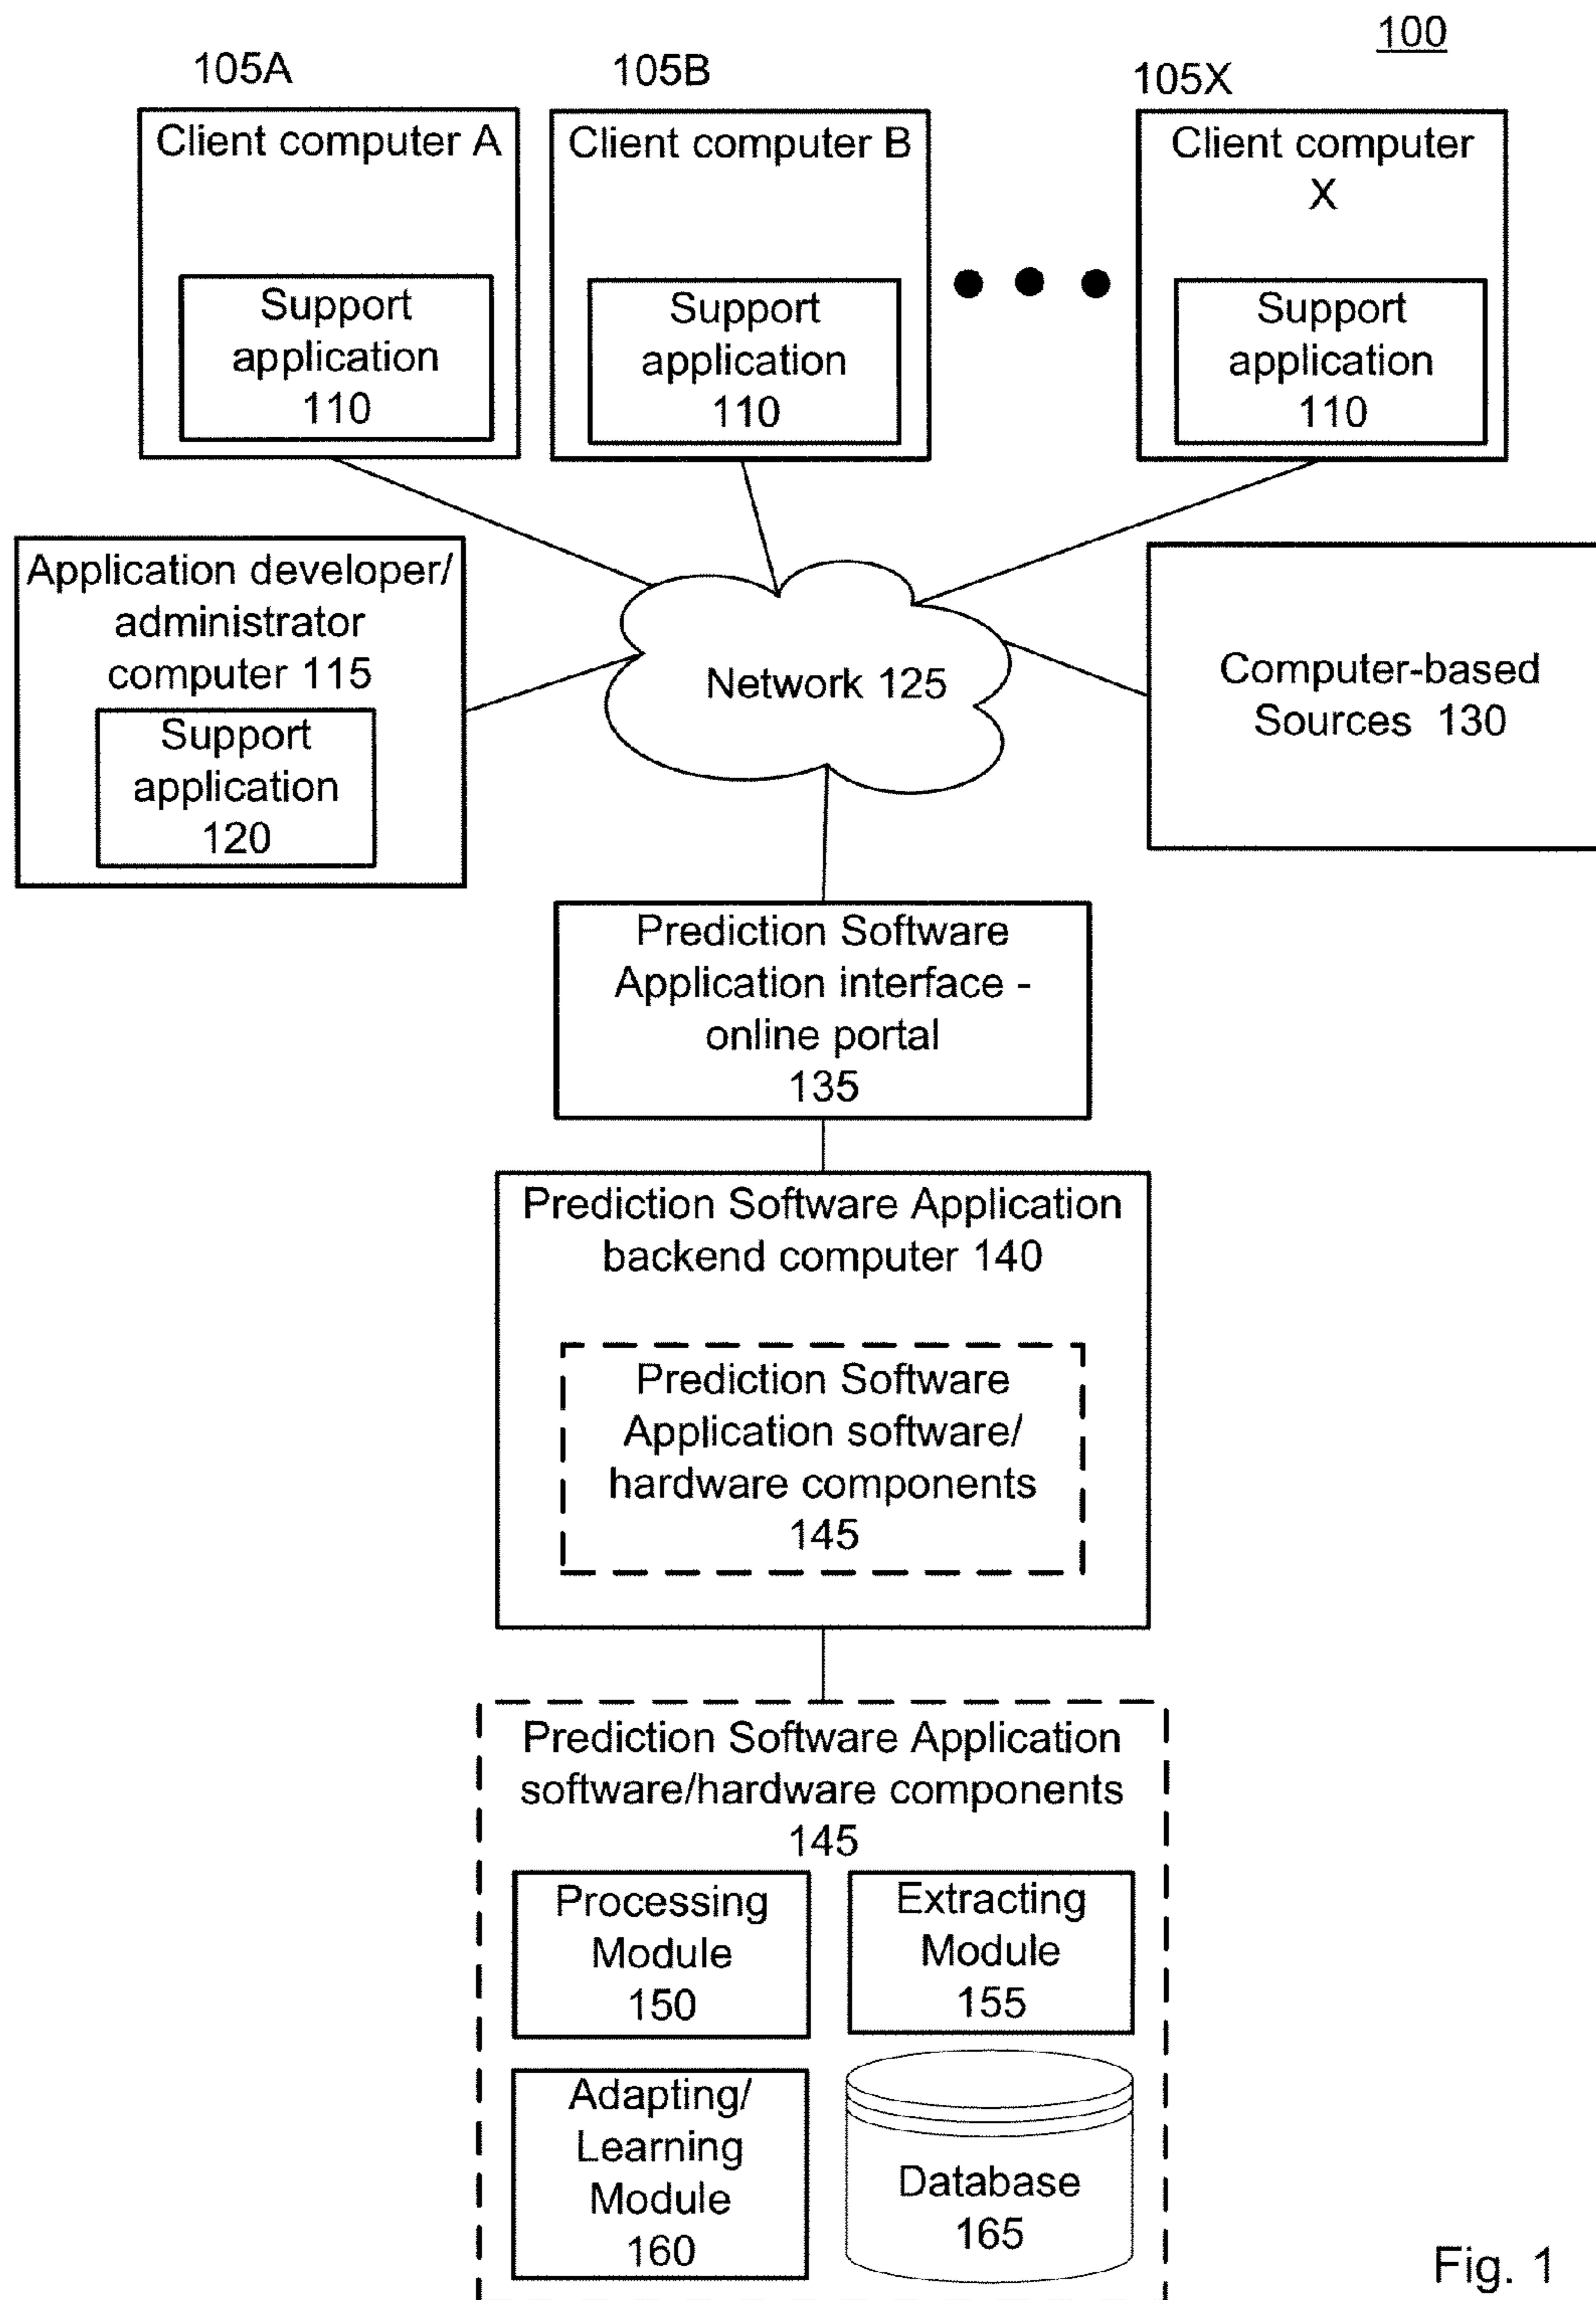 100
105A
105B
105X
Client computer A
Support
application
110
Client computer B
Support
application
110
Client computer
X
Support
application
110
Application developer/
administrator
computer 115
Support
application
120
Network 125
Computer-based
Sources 130
Prediction Software
Application interface -
online portal
135
Prediction Software Application
backend computer 140
Prediction Software
Application software/
hardware components
145
Prediction Software Application
software/hardware components
145
Processing
Module
150
Extracting
Module
155
Adapting/
Learning
Module
160
Database
165
Fig. 1